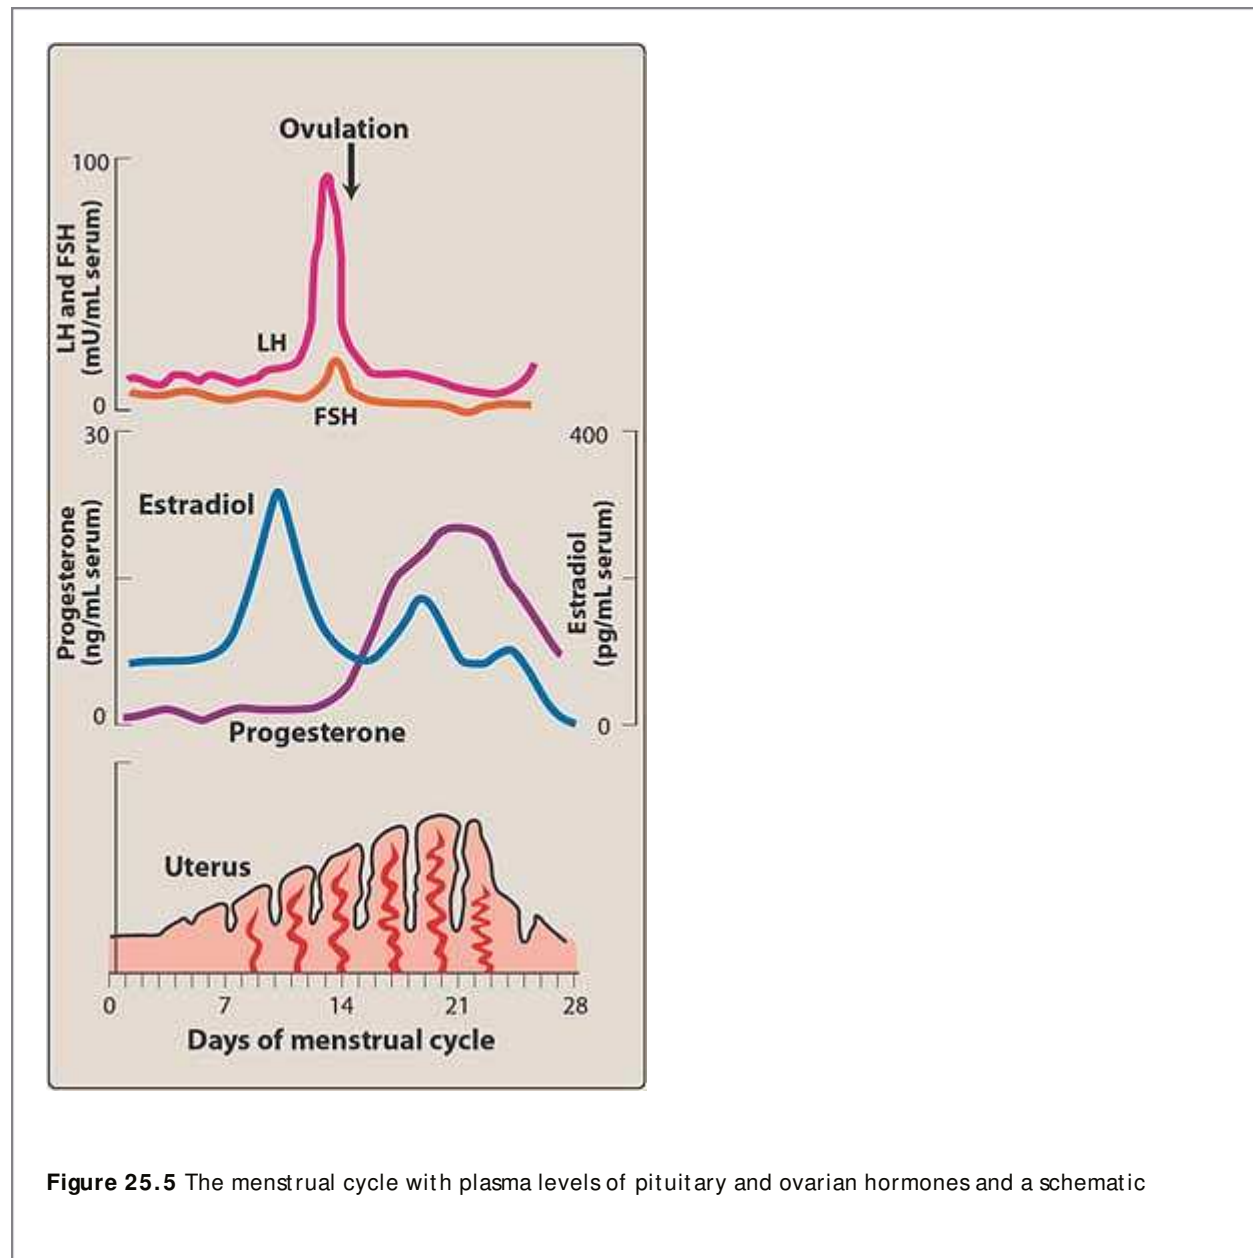 Ovulation
100
LH and FSH
(mU/mL serum)
LH
0
FSH
30
400
Estradiol
Progesterone
(ng/mL serum)
Estradiol
(pg/mL serum)
0
0
Progesterone
Uterus
0 7 14 21 28
Days of menstrual cycle
Figure 25.5 The menstrual cycle with plasma levels of pituitary and ovarian hormones and a schematic